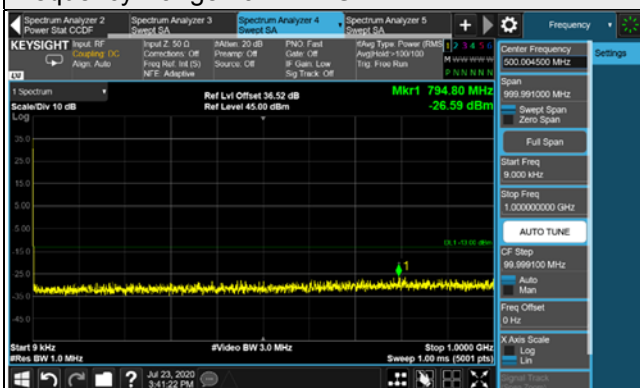 Spectrum Analyzer 2
Power Stat CCDF
Spectrum Analyzer 3
Swept SA
Spectrum Analyzer 4
Swept SA
Spectrum Analyzer 5
Swept SA
+
Frequency
KEYSIGHT
Input: RF
Coupling: DC
Align: Auto
Input Z: 50 Ω
Corrections: Off
Freq Ref: Int (S)
NFE: Adaptive
#Atten: 20 dB
Preamp: Off
Source: Off
PNO: Fast
Gate: Off
IF Gain: Low
Sig Track: Off
#Avg Type: Power (RMS
Avg|Hold:>100/100
Trig: Free Run
1 2 3 4 5 6
M W W W W W
P N N N N N
LW
Center Frequency
500.004500 MHz
Settings
Span
999.991000 MHz
Swept Span
Zero Span
Full Span
Start Freq
9.000 kHz
Stop Freq
1.000000000 GHz
AUTO TUNE
CF Step
99.999100 MHz
Auto
Man
Freq Offset
0 Hz
X Axis Scale
Log
Lin
Signal Track
1 Spectrum
Scale/Div 10 dB
Log
Ref Lvl Offset 36.52 dB
Ref Level 45.00 dBm
Mkr1 794.80 MHz
-26.59 dBm
35.0
25.0
15.0
5.00
-5.00
-15.0
-25.0
-35.0
-45.0
DL1 -13.00 dBm
1
Start 9 kHz
#Res BW 1.0 MHz
#Video BW 3.0 MHz
Stop 1.0000 GHz
Sweep 1.00 ms (5001 pts)
?
Jul 23, 2020
3:41:22 PM